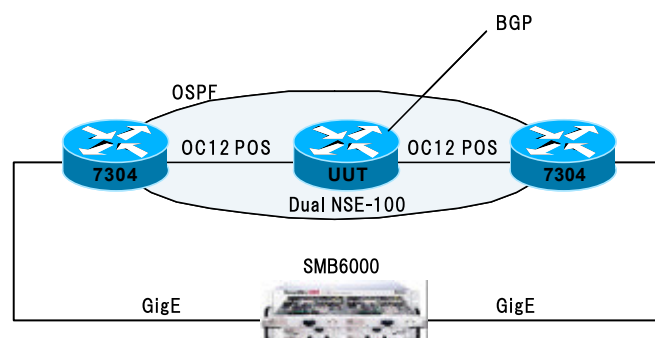 BGP
OSPF
OC12 POS
OC12 POS
7304
UUT
7304
Dual NSE-100
SMB6000
GigE
GigE